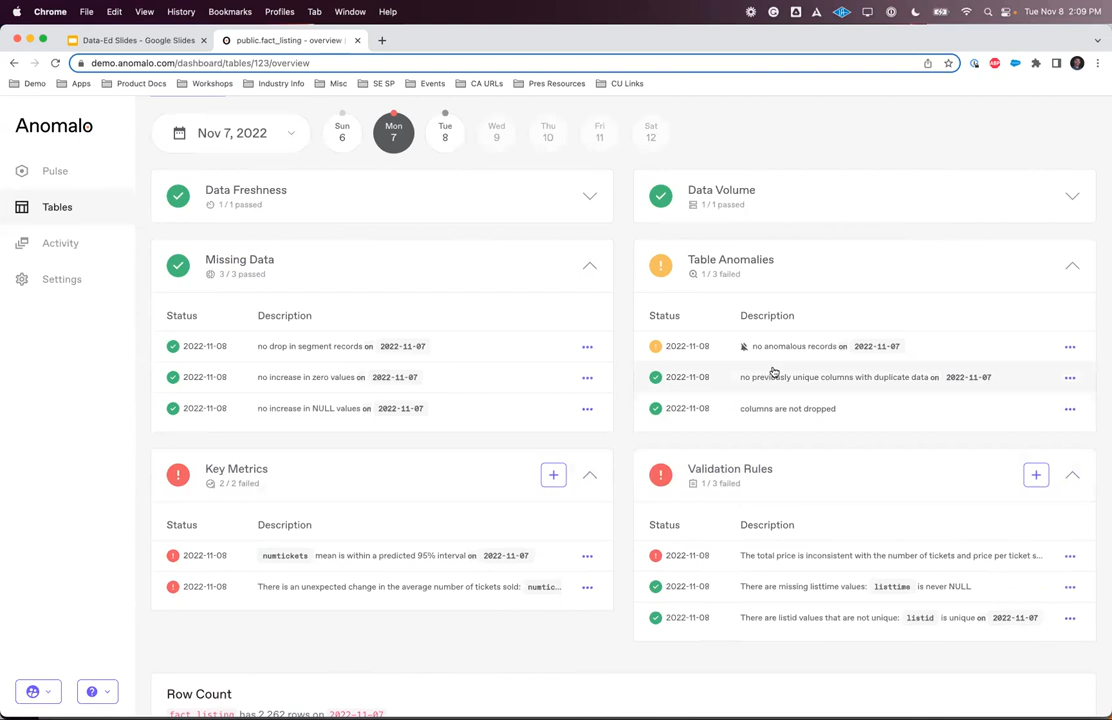 Chrome File Edit View History Bookmarks Profiles Tab Window Help Tue Nov 8 2:09 PM
Data-Ed Slides - Google Slides
public.fact_listing - overview |
demo.anomalo.com/dashboard/tables/123/overview
ABP
Demo Apps Product Docs Workshops Industry Info Misc SE SP Events CA URLs Pres Resources CU Links
Anomalo
Pulse
Tables
Activity
Settings
Nov 7, 2022
Sun 6
Mon 7
Tue 8
Wed 9
Thu 10
Fri 11
Sat 12
Data Freshness
1 / 1 passed
Data Volume
1 / 1 passed
Missing Data
3 / 3 passed
Status Description
2022-11-08 no drop in segment records on 2022-11-07
2022-11-08 no increase in zero values on 2022-11-07
2022-11-08 no increase in NULL values on 2022-11-07
Table Anomalies
1 / 3 failed
Status Description
2022-11-08 no anomalous records on 2022-11-07
2022-11-08 no previously unique columns with duplicate data on 2022-11-07
2022-11-08 columns are not dropped
Key Metrics
2 / 2 failed
Status Description
2022-11-08 numtickets mean is within a predicted 95% interval on 2022-11-07
2022-11-08 There is an unexpected change in the average number of tickets sold: numtic...
Validation Rules
1 / 3 failed
Status Description
2022-11-08 The total price is inconsistent with the number of tickets and price per ticket s...
2022-11-08 There are missing listtime values: listtime is never NULL
2022-11-08 There are listid values that are not unique: listid is unique on 2022-11-07
Row Count
fact_listing has 2,262 rows on 2022-11-07